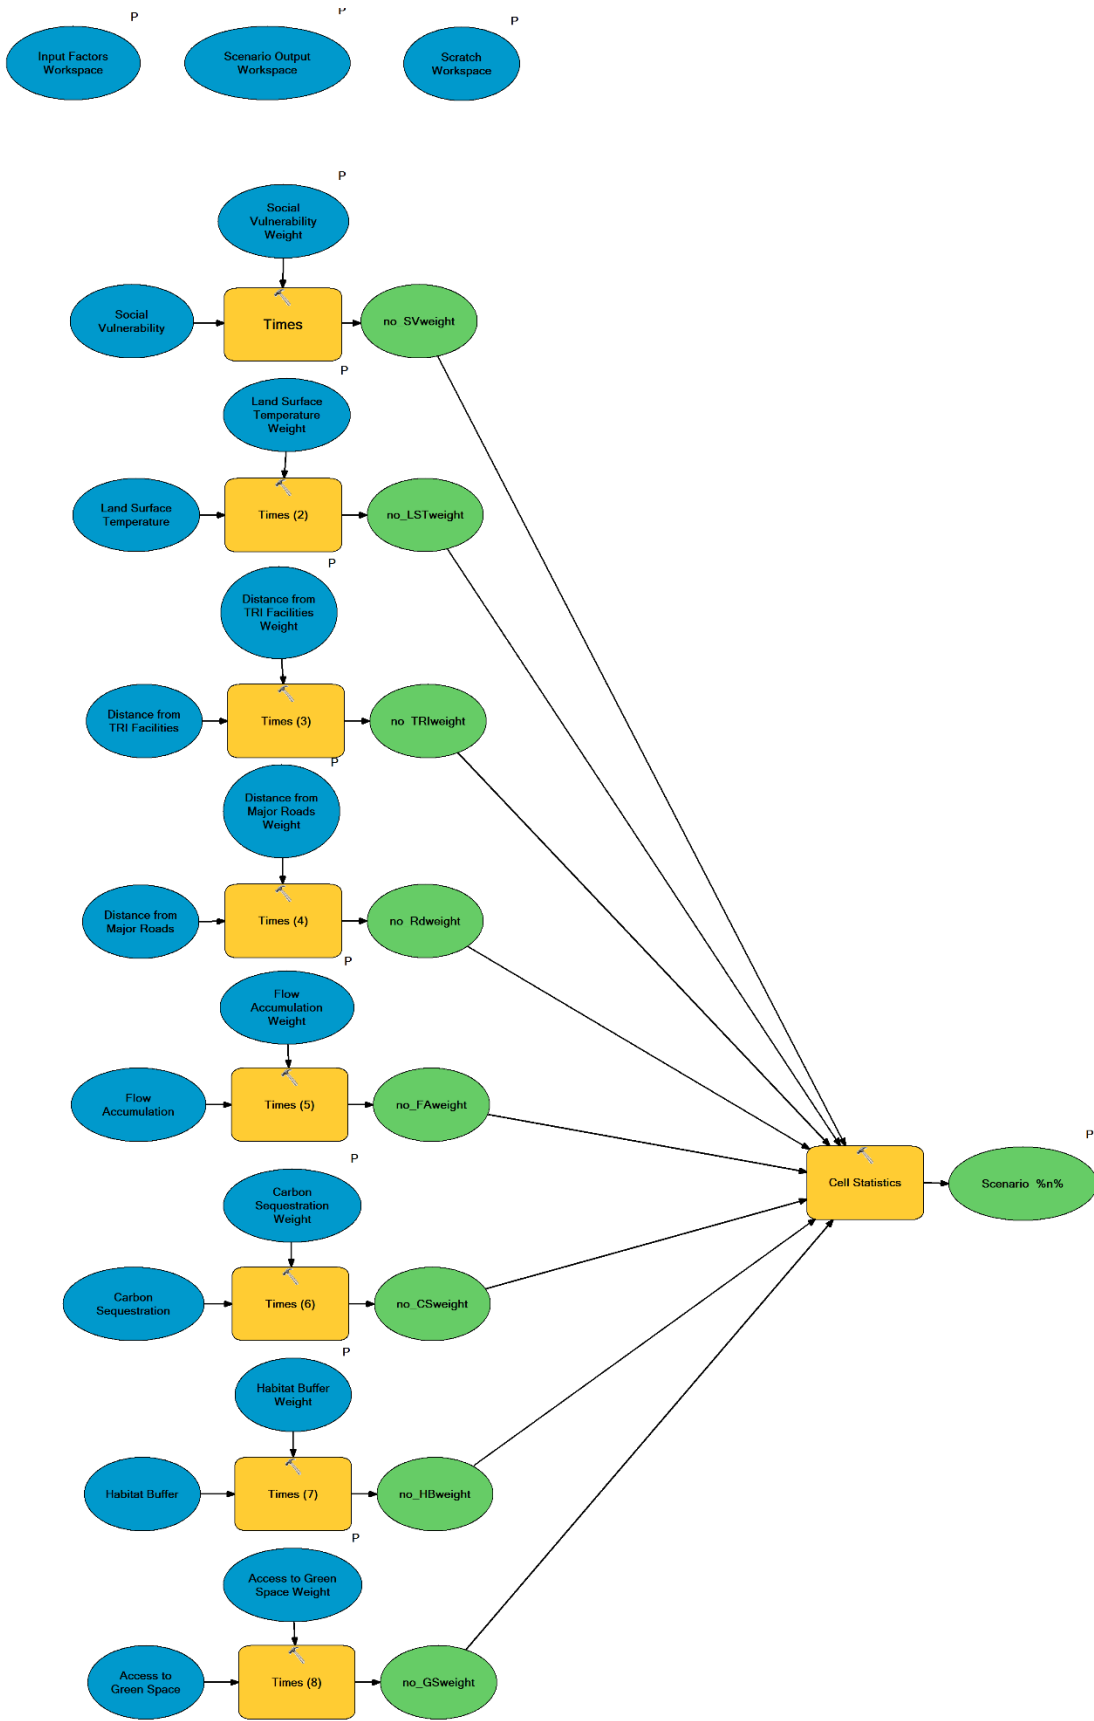 P
P
P
Input Factors
Workspace
Scenario Output
Workspace
Scratch
Workspace
P
Social
Vulnerability
Weight
Social
Vulnerability
Times
no SVweight
P
Land Surface
Temperature
Weight
Land Surface
Temperature
Times (2)
no_LSTweight
P
Distance from
TRI Facilities
Weight
Distance from
TRI Facilities
Times (3)
no TRIweight
P
Distance from
Major Roads
Weight
Distance from
Major Roads
Times (4)
no Rdweight
P
Flow
Accumulation
Weight
Flow
Accumulation
Times (5)
no_FAweight
P
Carbon
Sequestration
Weight
Carbon
Sequestration
Times (6)
no_CSweight
P
Habitat Buffer
Weight
Habitat Buffer
Times (7)
no_HBweight
P
Access to Green
Space Weight
Access to
Green Space
Times (8)
no_GSweight
Cell Statistics
P
Scenario %n%